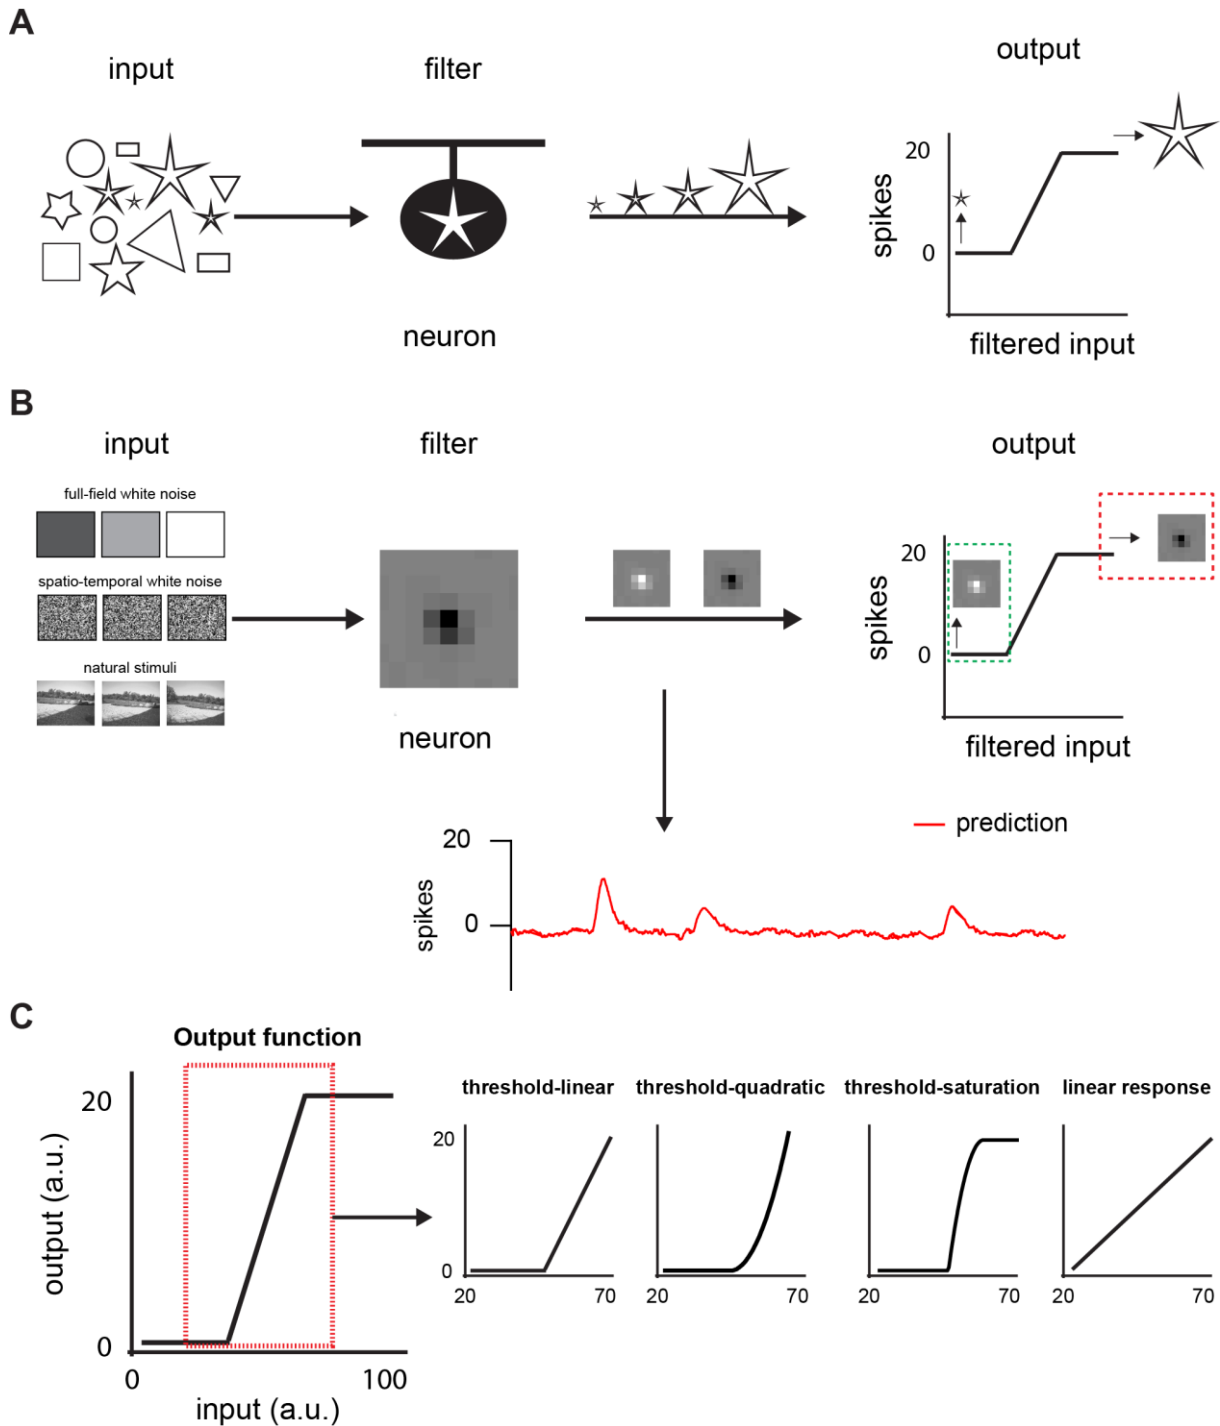 A
input
filter
output
20
spikes
0
neuron
filtered input
B
input
filter
output
full-field white noise
spatio-temporal white noise
natural stimuli
20
spikes
0
neuron
filtered input
prediction
20
spikes
0
C
Output function
20
output (a.u.)
0
0
100
input (a.u.)
threshold-linear
threshold-quadratic
threshold-saturation
linear response
20
0
20
70
20
70
20
70
20
70